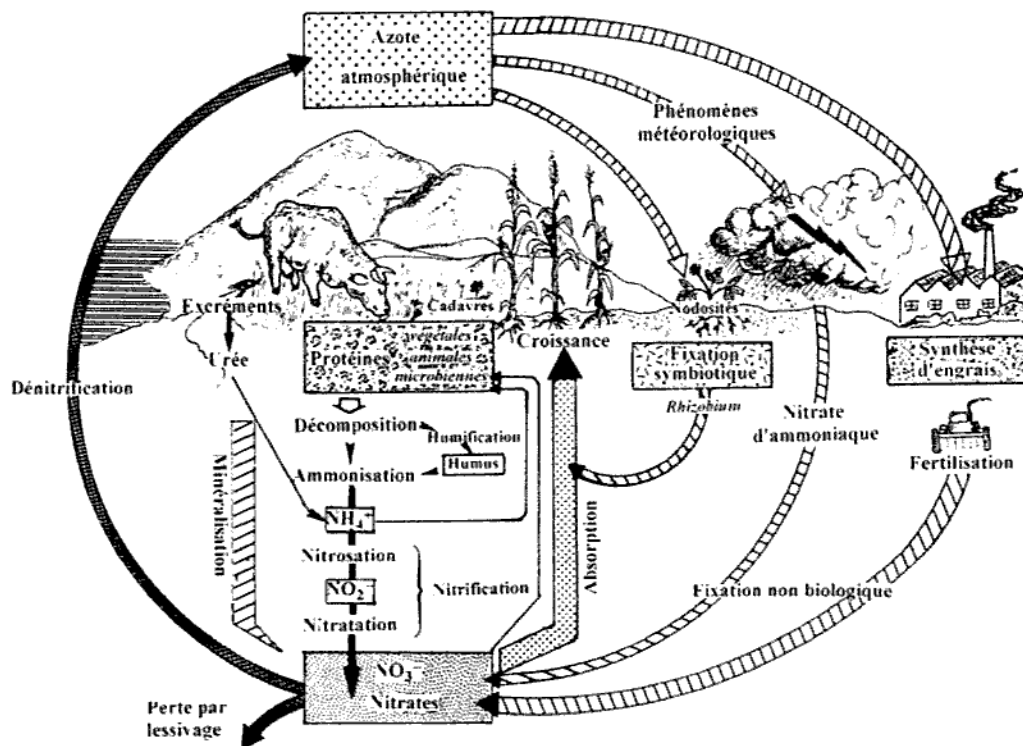 Azote
atmosphérique
Phénomènes
météorologiques
Excréments
Cadavres
Urée
Protéines
végétales
animales
microbiennes
Croissance
nodosités
Fixation
symbiotique
Rhizobium
Synthèse
d'engrais
Dénitrification
Décomposition
Humification
Humus
Ammonisation
Nitrate
d'ammoniaque
Fertilisation
Minéralisation
NH₄⁺
Nitrosation
NO₂⁻
Nitrification
Nitratation
Absorption
Fixation non biologique
NO₃⁻
Nitrates
Perte par
lessivage